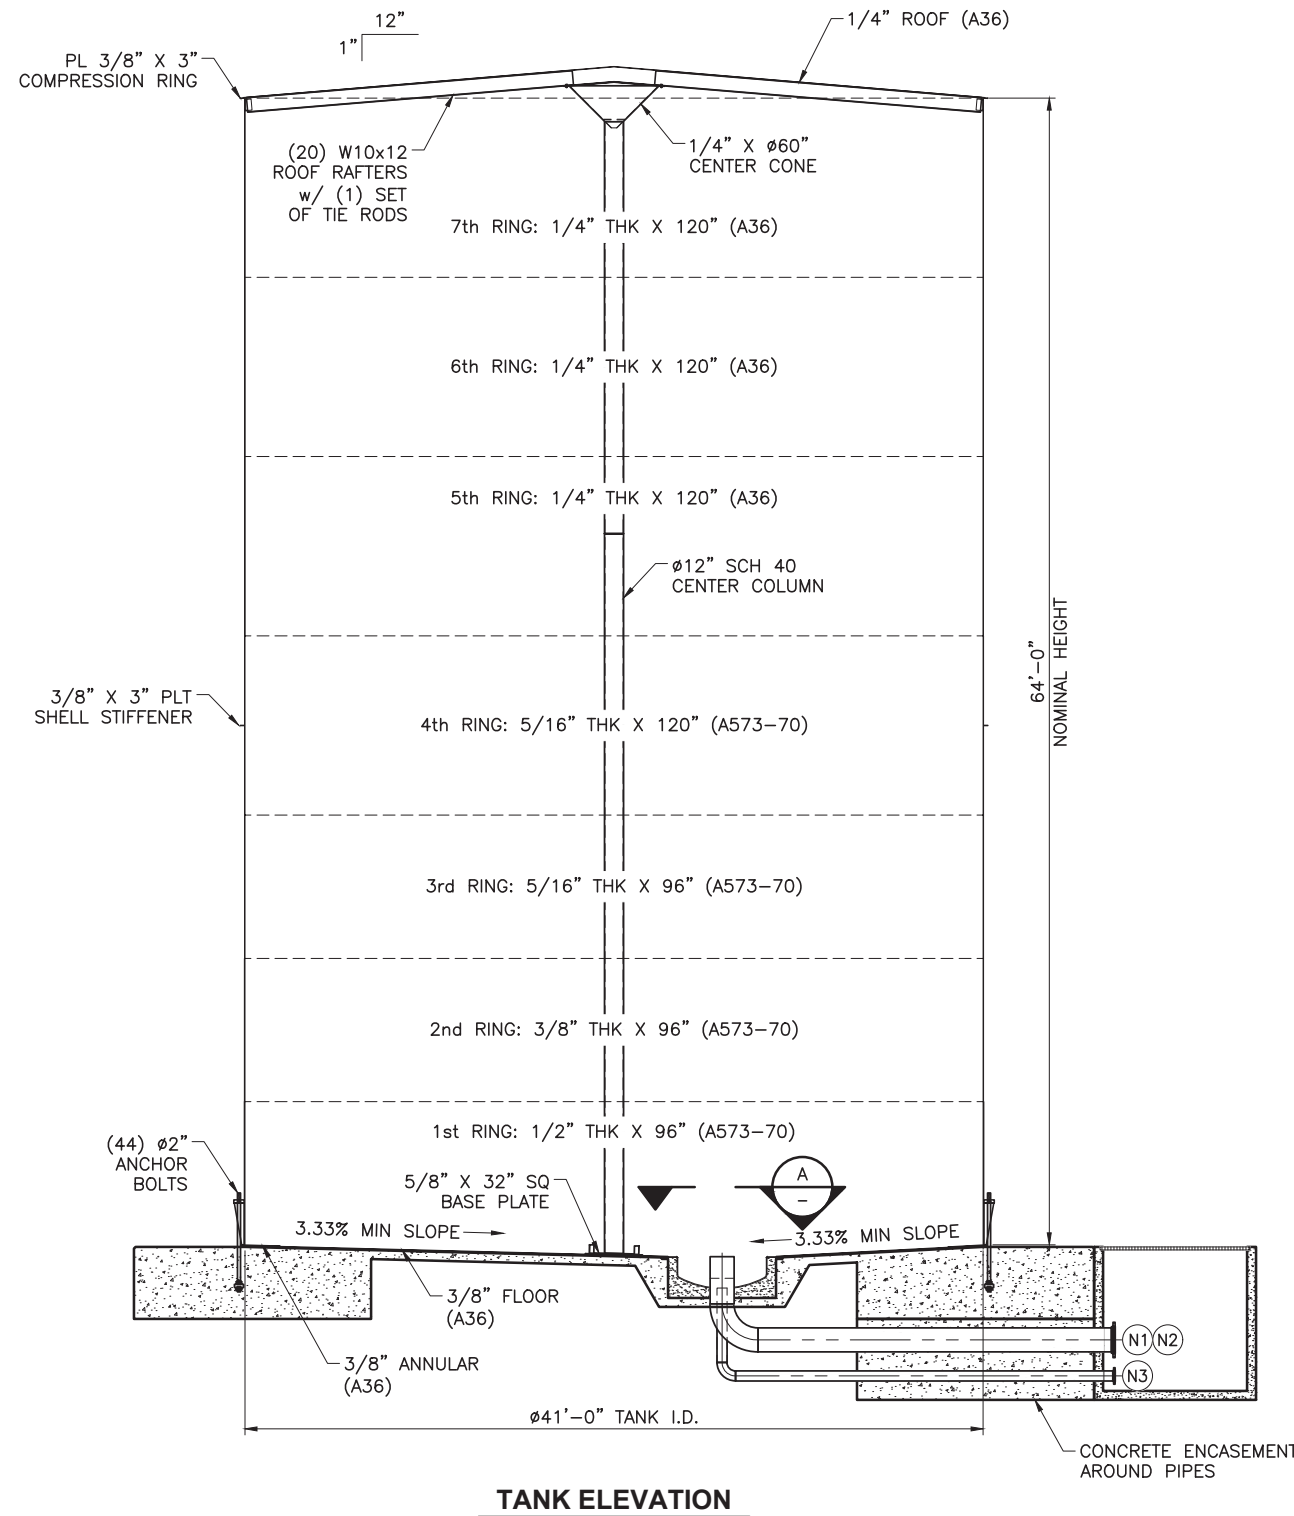 12”
1”
1/4” ROOF (A36)
PL 3/8” X 3”
COMPRESSION RING
(20) W10x12
ROOF RAFTERS
w/ (1) SET
OF TIE RODS
1/4” X ø60”
CENTER CONE
7th RING: 1/4” THK X 120” (A36)
6th RING: 1/4” THK X 120” (A36)
5th RING: 1/4” THK X 120” (A36)
ø12” SCH 40
CENTER COLUMN
64’-0”
NOMINAL HEIGHT
3/8” X 3” PLT
SHELL STIFFENER
4th RING: 5/16” THK X 120” (A573-70)
3rd RING: 5/16” THK X 96” (A573-70)
2nd RING: 3/8” THK X 96” (A573-70)
1st RING: 1/2” THK X 96” (A573-70)
(44) ø2”
ANCHOR
BOLTS
5/8” X 32” SQ
BASE PLATE
A
-
3.33% MIN SLOPE
3.33% MIN SLOPE
3/8” FLOOR
(A36)
3/8” ANNULAR
(A36)
N1 N2
N3
ø41’-0” TANK I.D.
CONCRETE ENCASEMENT
AROUND PIPES
TANK ELEVATION